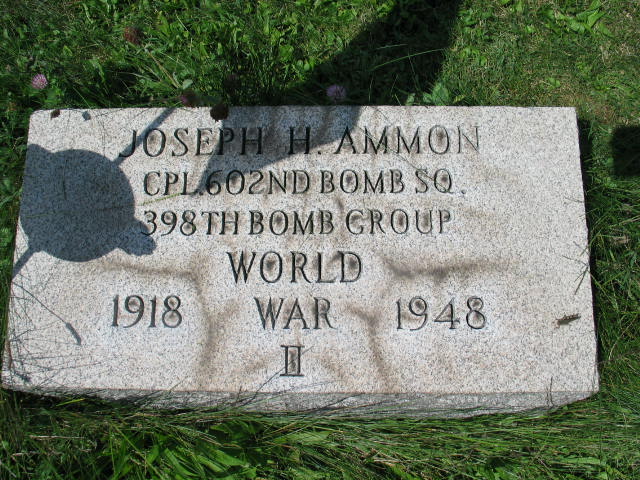 JOSEPH H. AMMON
CPL. 602ND BOMB SQ.
398TH BOMB GROUP
WORLD
1918 WAR 1948
II